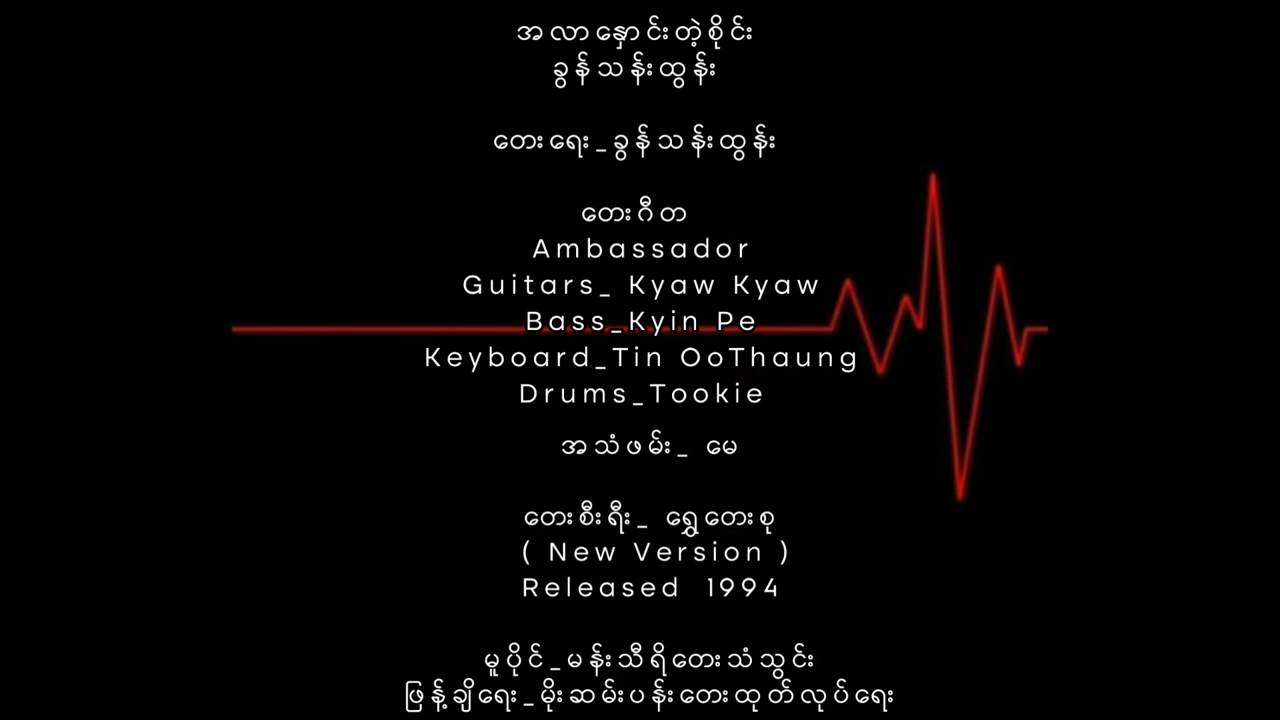 အလာနှောင်းတဲ့စိုင်း
ခွန်သန်းထွန်း
တေးရေး_ခွန်သန်းထွန်း
တေးဂီတ
Ambassador
Guitars_ Kyaw Kyaw
Bass_Kyin Pe
Keyboard_Tin OoThaung
Drums_Tookie
အသံဖမ်း_ မေ
တေးစီးရီး_ ရွှေတေးစု
( New Version )
Released 1994
မူပိုင်_မန်းသီရိတေးသံသွင်း
ဖြန့်ချိရေး_မိုးဆမ်းပန်းတေးထုတ်လုပ်ရေး